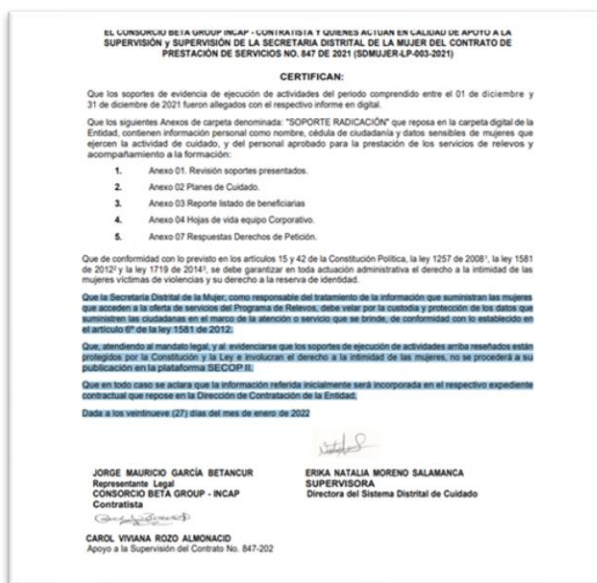 EL CONSORCIO BETA GROUP INCAP - CONTRATISTA Y QUIENES ACTUAN EN CALIDAD DE APOYO A LA
SUPERVISIÓN y SUPERVISIÓN DE LA SECRETARIA DISTRITAL DE LA MUJER DEL CONTRATO DE
PRESTACIÓN DE SERVICIOS NO. 847 DE 2021 (SDMUJER-LP-003-2021)
CERTIFICAN:
Que los soportes de evidencia de ejecución de actividades del periodo comprendido entre el 01 de diciembre y
31 de diciembre de 2021 fueron allegados con el respectivo informe en digital.
Que los siguientes Anexos de carpeta denominada: "SOPORTE RADICACIÓN" que reposa en la carpeta digital de la
Entidad, contienen información personal como nombre, cédula de ciudadanía y datos sensibles de mujeres que
ejercen la actividad de cuidado, y del personal aprobado para la prestación de los servicios de relevos y
acompañamiento a la formación:
1. Anexo 01. Revisión soportes presentados.
2. Anexo 02 Planes de Cuidado.
3. Anexo 03 Reporte listado de beneficiarias
4. Anexo 04 Hojas de vida equipo Corporativo.
5. Anexo 07 Respuestas Derechos de Petición.
Que de conformidad con lo previsto en los artículos 15 y 42 de la Constitución Política, la ley 1257 de 2008¹, la ley 1581
de 2012² y la ley 1719 de 2014³, se debe garantizar en toda actuación administrativa el derecho a la intimidad de las
mujeres víctimas de violencias y su derecho a la reserva de identidad.
Que la Secretaria Distrital de la Mujer, como responsable del tratamiento de la información que suministran las mujeres
que acceden a la oferta de servicios del Programa de Relevos, debe velar por la custodia y protección de los datos que
suministren las ciudadanas en el marco de la atención o servicio que se brinde, de conformidad con lo establecido en
el artículo 6º de la ley 1581 de 2012.
Que, atendiendo al mandato legal, y al evidenciarse que los soportes de ejecución de actividades arriba reseñados están
protegidos por la Constitución y la Ley e involucran el derecho a la intimidad de las mujeres, no se procederá a su
publicación en la plataforma SECOP II.
Que en todo caso se aclara que la información referida inicialmente será incorporada en el respectivo expediente
contractual que repose en la Dirección de Contratación de la Entidad.
Dada a los veintinueve (27) días del mes de enero de 2022
JORGE MAURICIO GARCÍA BETANCUR
Representante Legal
CONSORCIO BETA GROUP - INCAP
Contratista
ERIKA NATALIA MORENO SALAMANCA
SUPERVISORA
Directora del Sistema Distrital de Cuidado
CAROL VIVIANA ROZO ALMONACID
Apoyo a la Supervisión del Contrato No. 847-202